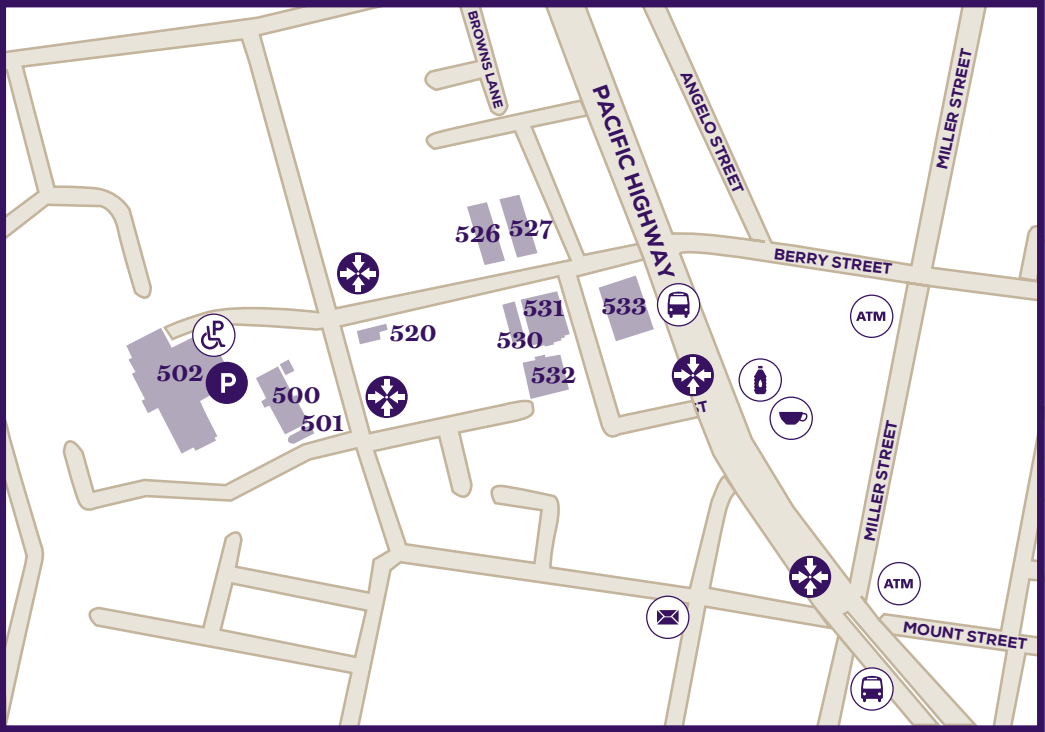 BROWNS LANE
PACIFIC HIGHWAY
ANGELO STREET
MILLER STREET
526
527
BERRY STREET
531
533
530
520
ATM
P
502
P
532
500
501
ST
MILLER STREET
ATM
MOUNT STREET